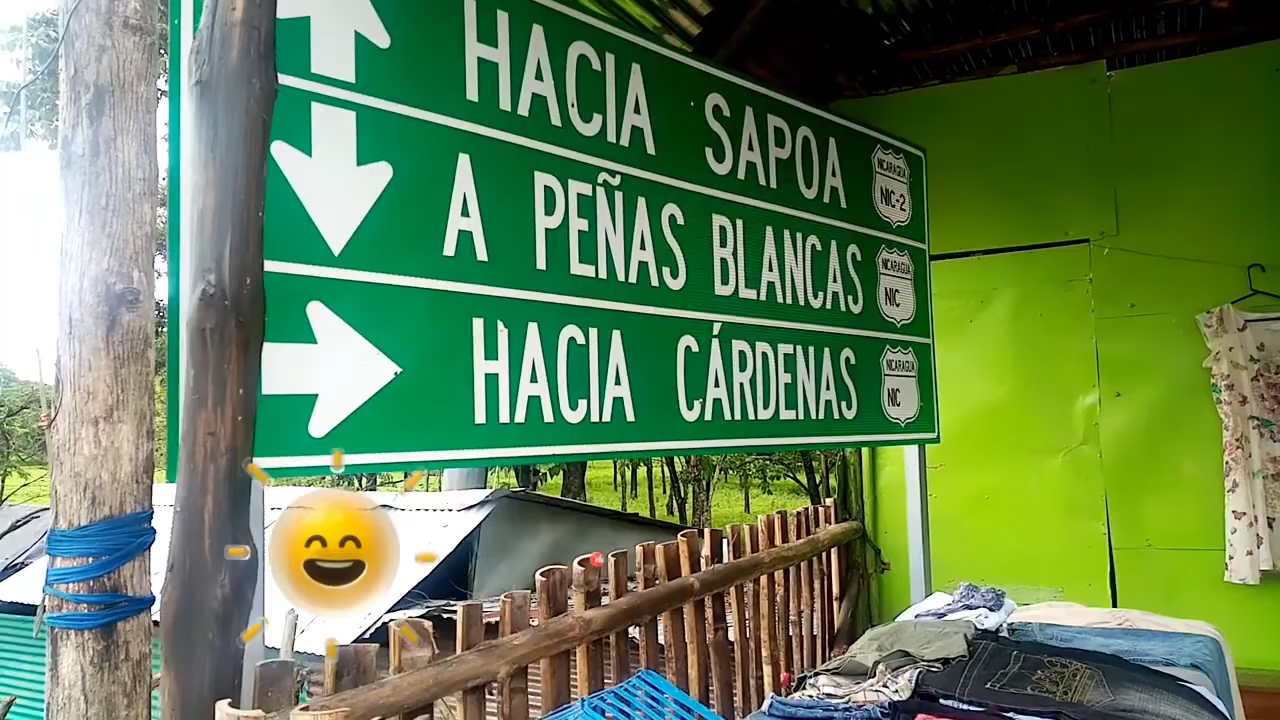 HACIA SAPOA
NICARAGUA
NIC-2
A PEÑAS BLANCAS
NICARAGUA
NIC
HACIA CÁRDENAS
NICARAGUA
NIC